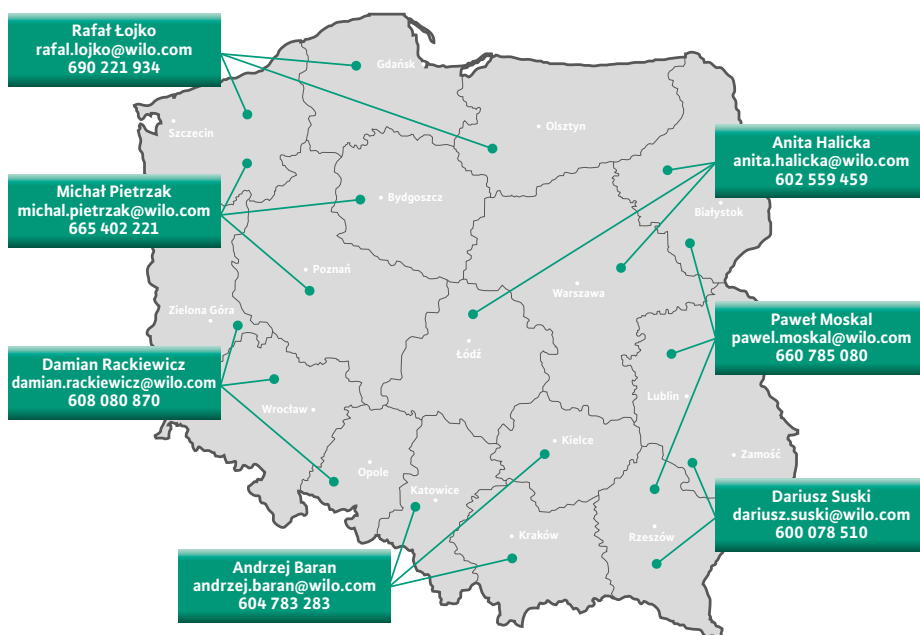 Rafał Łojko
rafal.lojko@wilo.com
690 221 934
Gdańsk
Szczecin
Olsztyn
Anita Halicka
anita.halicka@wilo.com
602 559 459
Michał Pietrzak
michal.pietrzak@wilo.com
665 402 221
Bydgoszcz
Białystok
Poznań
Warszawa
Zielona Góra
Paweł Moskal
pawel.moskal@wilo.com
660 785 080
Łódź
Damian Rackiewicz
damian.rackiewicz@wilo.com
608 080 870
Lublin
Wrocław
Kielce
Zamość
Opole
Katowice
Dariusz Suski
dariusz.suski@wilo.com
600 078 510
Kraków
Rzeszów
Andrzej Baran
andrzej.baran@wilo.com
604 783 283